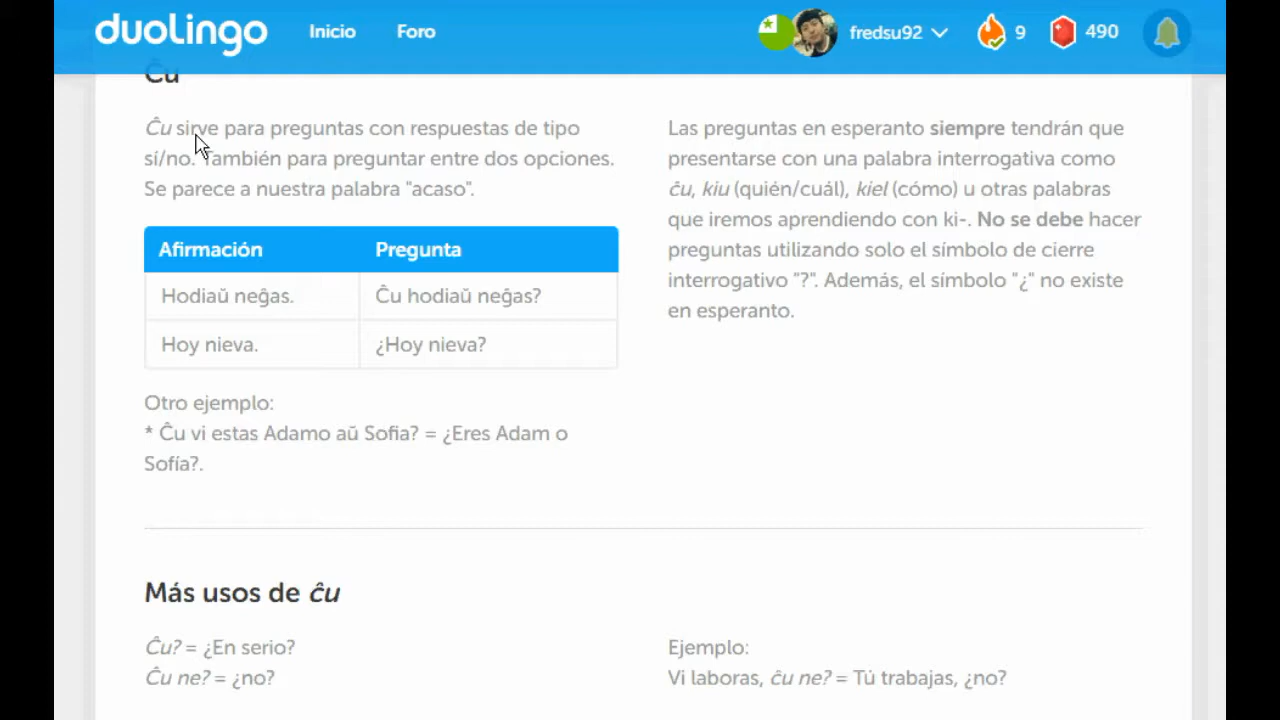 duolingo Inicio Foro fredsu92 9 490
Ĉu
Ĉu sirve para preguntas con respuestas de tipo
sí/no. También para preguntar entre dos opciones.
Se parece a nuestra palabra "acaso".
Afirmación Pregunta
Hodiaŭ neĝas. Ĉu hodiaŭ neĝas?
Hoy nieva. ¿Hoy nieva?
Otro ejemplo:
* Ĉu vi estas Adamo aŭ Sofia? = ¿Eres Adam o
Sofía?.
Las preguntas en esperanto siempre tendrán que
presentarse con una palabra interrogativa como
ĉu, kiu (quién/cuál), kiel (cómo) u otras palabras
que iremos aprendiendo con ki-. No se debe hacer
preguntas utilizando solo el símbolo de cierre
interrogativo "?". Además, el símbolo "¿" no existe
en esperanto.
Más usos de ĉu
Ĉu? = ¿En serio?
Ĉu ne? = ¿no?
Ejemplo:
Vi laboras, ĉu ne? = Tú trabajas, ¿no?